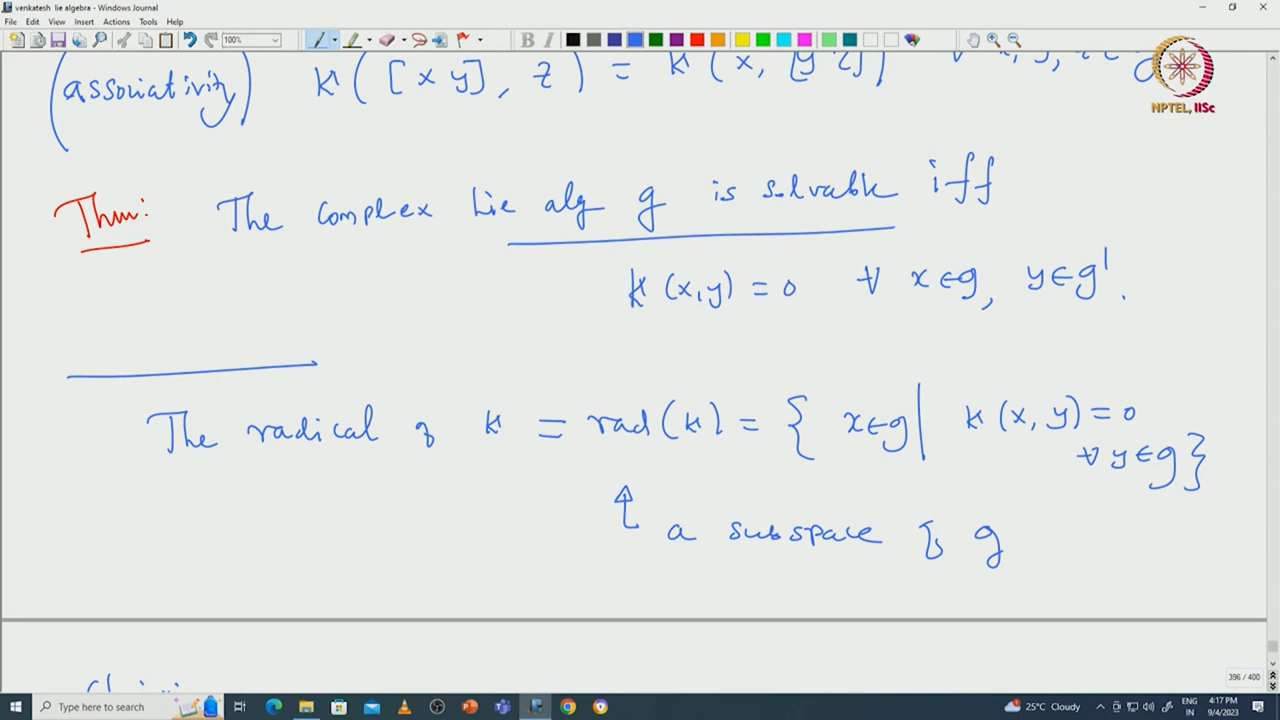 venkatesh lie algebra - Windows Journal
File Edit View Insert Actions Tools Help
100%
B I
NPTEL, IISc
(associativity) κ([x y], z) = κ(x, [y z])
Thm: The complex Lie alg g is solvable iff
κ(x,y) = 0 ∀ x∈g, y∈g'.
The radical of κ = rad(κ) = { x∈g | κ(x,y) = 0
∀ y∈g}
a subspace of g
396 / 400
Type here to search
25°C Cloudy
ENG
IN
4:17 PM
9/4/2023